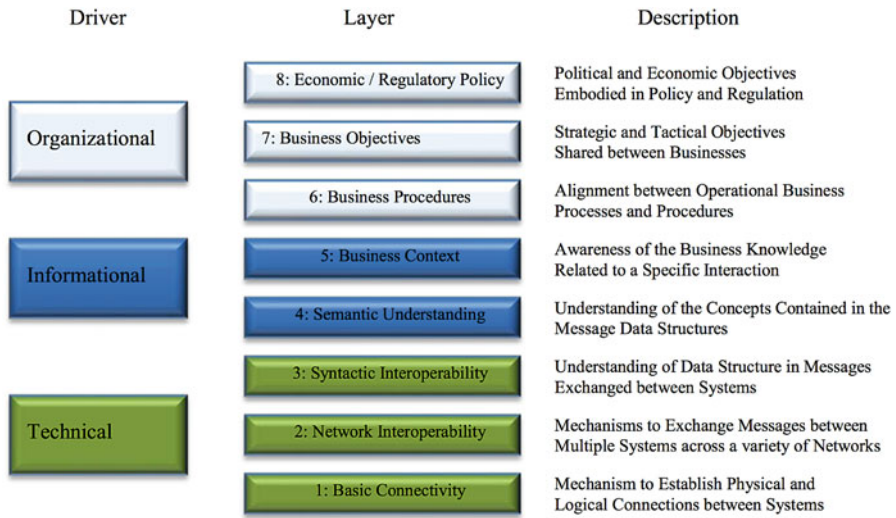 Driver
Layer
Description
8: Economic / Regulatory Policy
Political and Economic Objectives
Embodied in Policy and Regulation
Organizational
7: Business Objectives
Strategic and Tactical Objectives
Shared between Businesses
6: Business Procedures
Alignment between Operational Business
Processes and Procedures
Informational
5: Business Context
Awareness of the Business Knowledge
Related to a Specific Interaction
4: Semantic Understanding
Understanding of the Concepts Contained in the
Message Data Structures
3: Syntactic Interoperability
Understanding of Data Structure in Messages
Exchanged between Systems
Technical
2: Network Interoperability
Mechanisms to Exchange Messages between
Multiple Systems across a variety of Networks
1: Basic Connectivity
Mechanism to Establish Physical and
Logical Connections between Systems